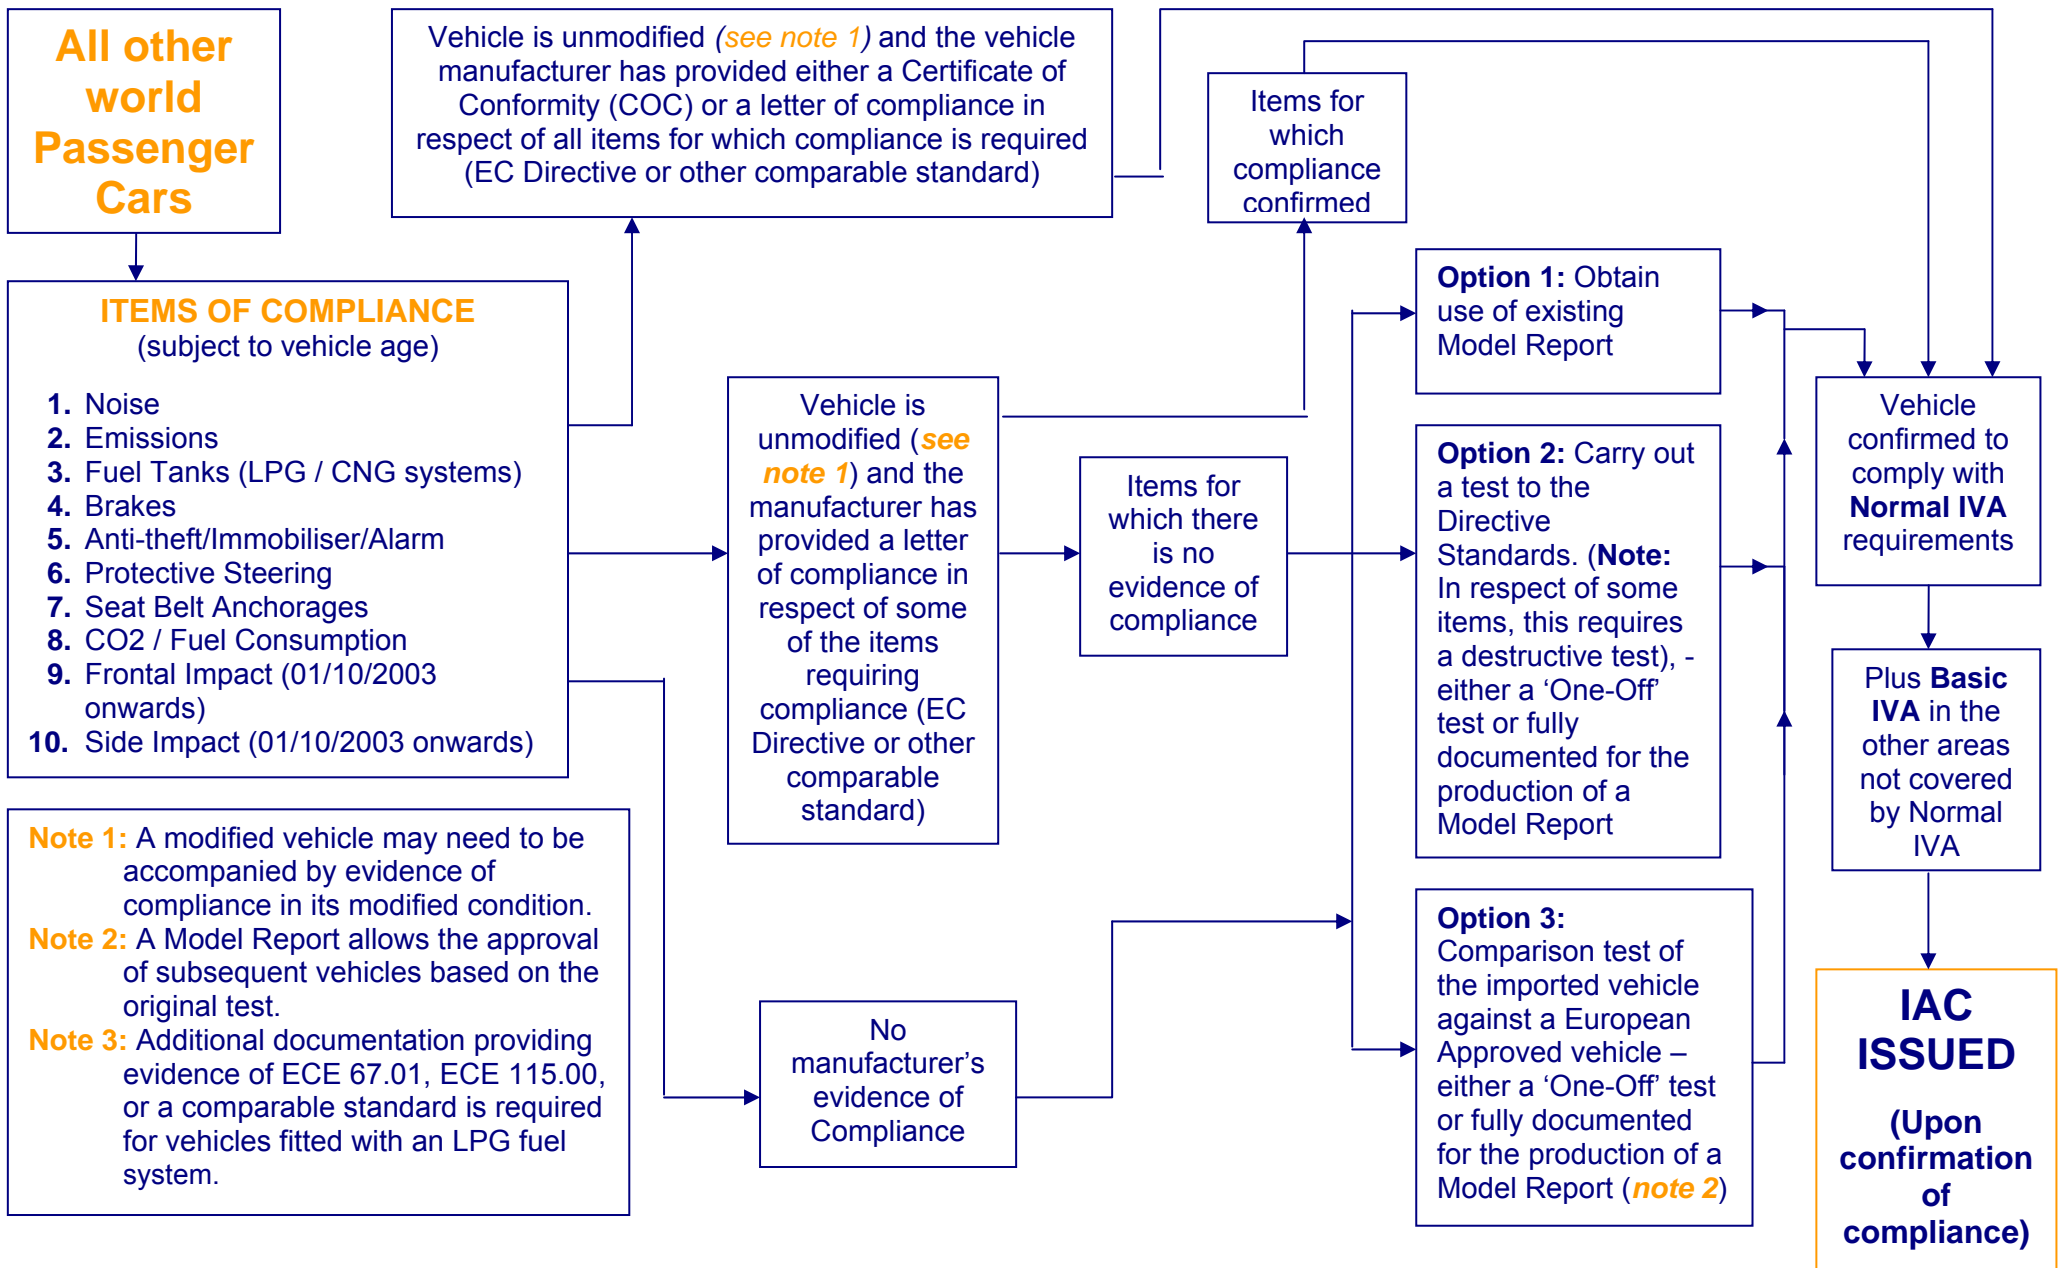 All other
world
Passenger
Cars
Vehicle is unmodified (see note 1) and the vehicle
manufacturer has provided either a Certificate of
Conformity (COC) or a letter of compliance in
respect of all items for which compliance is required
(EC Directive or other comparable standard)
Items for
which
compliance
confirmed
ITEMS OF COMPLIANCE
(subject to vehicle age)
1. Noise
2. Emissions
3. Fuel Tanks (LPG / CNG systems)
4. Brakes
5. Anti-theft/Immobiliser/Alarm
6. Protective Steering
7. Seat Belt Anchorages
8. CO2 / Fuel Consumption
9. Frontal Impact (01/10/2003
onwards)
10. Side Impact (01/10/2003 onwards)
Vehicle is
unmodified (see
note 1) and the
manufacturer has
provided a letter
of compliance in
respect of some
of the items
requiring
compliance (EC
Directive or other
comparable
standard)
Items for
which there
is no
evidence of
compliance
Option 1: Obtain
use of existing
Model Report
Option 2: Carry out
a test to the
Directive
Standards. (Note:
In respect of some
items, this requires
a destructive test), -
either a ‘One-Off’
test or fully
documented for the
production of a
Model Report
Option 3:
Comparison test of
the imported vehicle
against a European
Approved vehicle –
either a ‘One-Off’ test
or fully documented
for the production of a
Model Report (note 2)
Vehicle
confirmed to
comply with
Normal IVA
requirements
Plus Basic
IVA in the
other areas
not covered
by Normal
IVA
IAC
ISSUED
(Upon
confirmation
of
compliance)
Note 1: A modified vehicle may need to be
accompanied by evidence of
compliance in its modified condition.
Note 2: A Model Report allows the approval
of subsequent vehicles based on the
original test.
Note 3: Additional documentation providing
evidence of ECE 67.01, ECE 115.00,
or a comparable standard is required
for vehicles fitted with an LPG fuel
system.
No
manufacturer’s
evidence of
Compliance